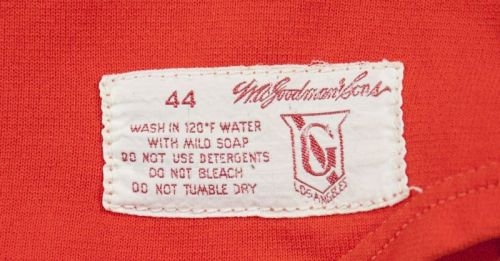 44
Wm. Goodman & Sons
WASH IN 120°F WATER
WITH MILD SOAP
DO NOT USE DETERGENTS
DO NOT BLEACH
DO NOT TUMBLE DRY
G
LOS ANGELES